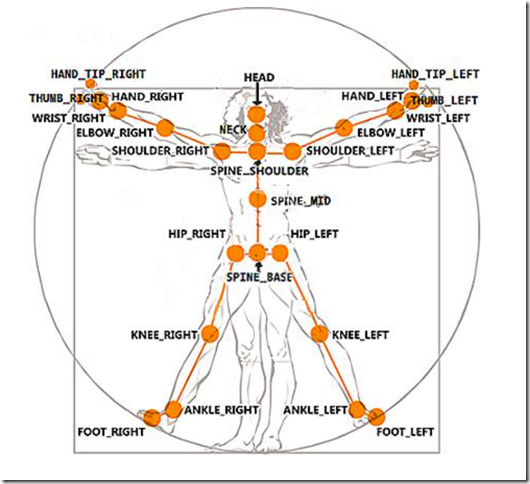 HAND_TIP_RIGHT
HEAD
HAND_TIP_LEFT
THUMB_RIGHT
HAND_RIGHT
HAND_LEFT
THUMB_LEFT
WRIST_RIGHT
WRIST_LEFT
ELBOW_RIGHT
NECK
ELBOW_LEFT
SHOULDER_RIGHT
SHOULDER_LEFT
SPINE_SHOULDER
SPINE_MID
HIP_RIGHT
HIP_LEFT
SPINE_BASE
KNEE_RIGHT
KNEE_LEFT
ANKLE_RIGHT
ANKLE_LEFT
FOOT_RIGHT
FOOT_LEFT